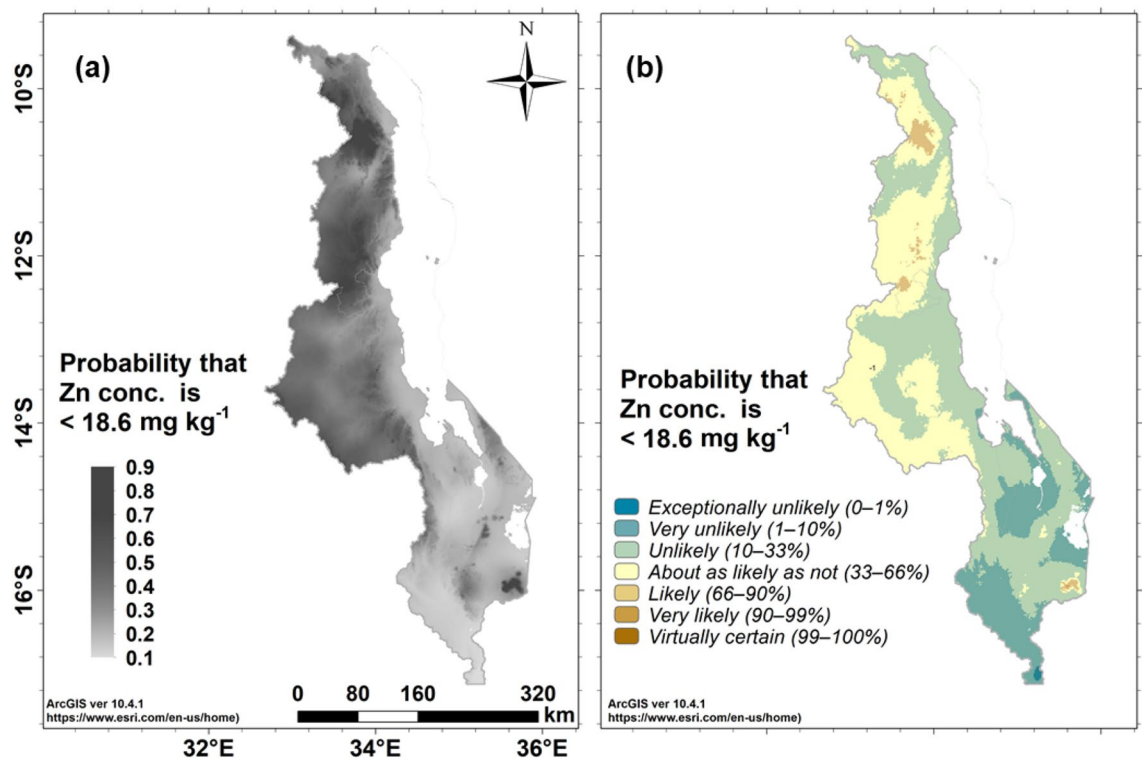 (a)
N
10°S
12°S
14°S
16°S
Probability that
Zn conc. is
< 18.6 mg kg⁻¹
0.9
0.8
0.7
0.6
0.5
0.4
0.3
0.2
0.1
0 80 160 320
km
ArcGIS ver 10.4.1
https://www.esri.com/en-us/home)
32°E 34°E 36°E
(b)
-1
Probability that
Zn conc. is
< 18.6 mg kg⁻¹
Exceptionally unlikely (0–1%)
Very unlikely (1–10%)
Unlikely (10–33%)
About as likely as not (33–66%)
Likely (66–90%)
Very likely (90–99%)
Virtually certain (99–100%)
ArcGIS ver 10.4.1
https://www.esri.com/en-us/home)